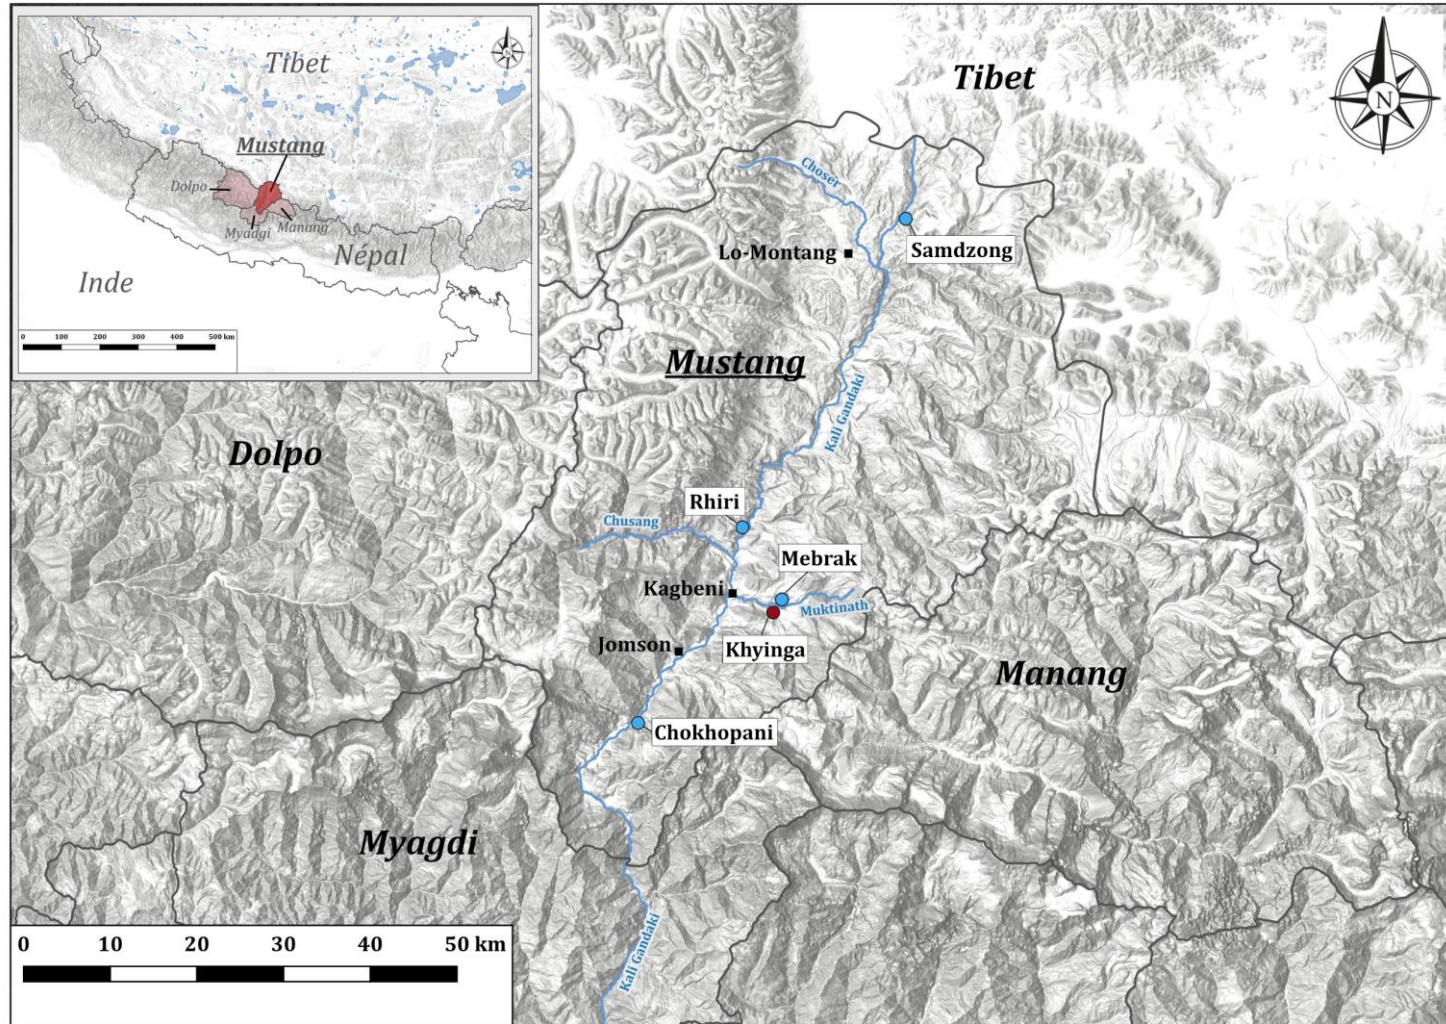 Tibet
N
Mustang
Dolpo
Myadgi
Manang
Népal
Inde
0 100 200 300 400 500 km
Tibet
N
Choser
Lo-Montang
Samdzong
Mustang
Kali Gandaki
Dolpo
Rhiri
Chusang
Mebrak
Kagbeni
Muktinath
Jomson
Khyinga
Manang
Chokhopani
Myagdi
Kali Gandaki
0 10 20 30 40 50 km